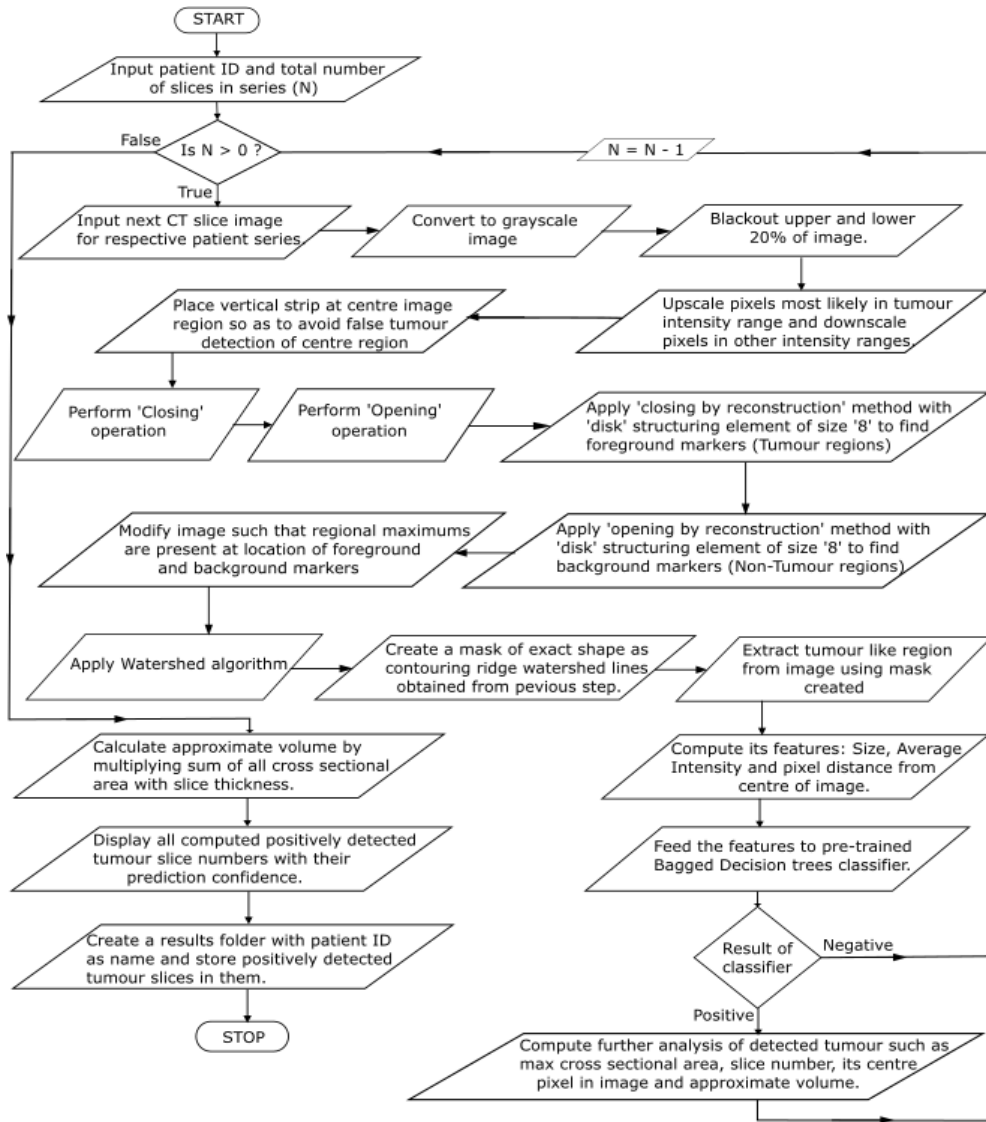 START
Input patient ID and total number
of slices in series (N)
False
Is N > 0 ?
N = N - 1
True
Input next CT slice image
for respective patient series.
Convert to grayscale
image
Blackout upper and lower
20% of image.
Place vertical strip at centre image
region so as to avoid false tumour
detection of centre region
Upscale pixels most likely in tumour
intensity range and downscale
pixels in other intensity ranges.
Perform 'Closing'
operation
Perform 'Opening'
operation
Apply 'closing by reconstruction' method with
'disk' structuring element of size '8' to find
foreground markers (Tumour regions)
Modify image such that regional maximums
are present at location of foreground
and background markers
Apply 'opening by reconstruction' method with
'disk' structuring element of size '8' to find
background markers (Non-Tumour regions)
Apply Watershed algorithm
Create a mask of exact shape as
contouring ridge watershed lines
obtained from pevious step.
Extract tumour like region
from image using mask
created
Calculate approximate volume by
multiplying sum of all cross sectional
area with slice thickness.
Compute its features: Size, Average
Intensity and pixel distance from
centre of image.
Display all computed positively detected
tumour slice numbers with their
prediction confidence.
Feed the features to pre-trained
Bagged Decision trees classifier.
Create a results folder with patient ID
as name and store positively detected
tumour slices in them.
Result of
classifier
Negative
Positive
STOP
Compute further analysis of detected tumour such as
max cross sectional area, slice number, its centre
pixel in image and approximate volume.